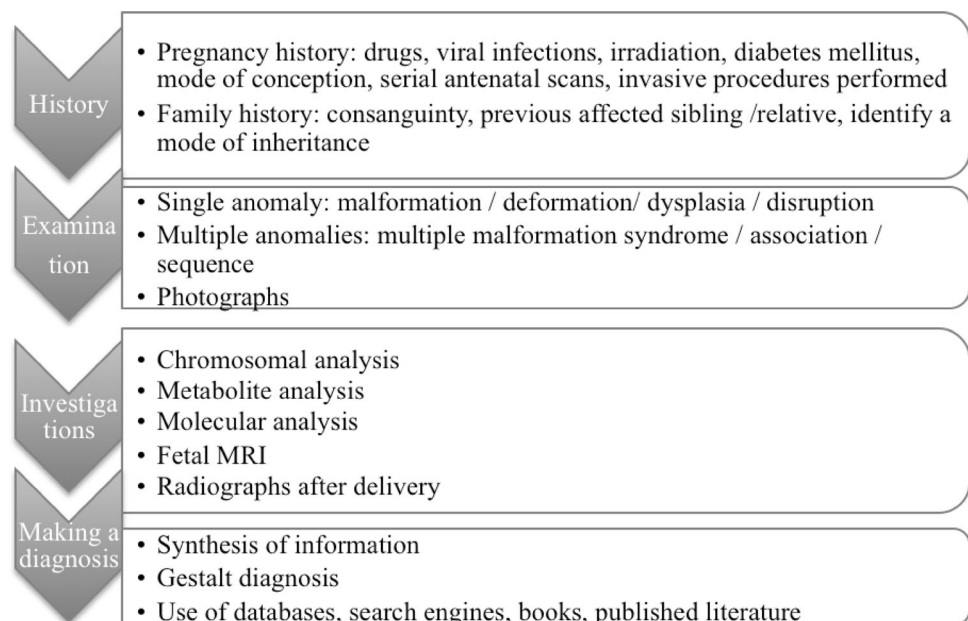 History
• Pregnancy history: drugs, viral infections, irradiation, diabetes mellitus,
mode of conception, serial antenatal scans, invasive procedures performed
• Family history: consanguinty, previous affected sibling /relative, identify a
mode of inheritance
Examina
tion
• Single anomaly: malformation / deformation/ dysplasia / disruption
• Multiple anomalies: multiple malformation syndrome / association /
sequence
• Photographs
Investiga
tions
• Chromosomal analysis
• Metabolite analysis
• Molecular analysis
• Fetal MRI
• Radiographs after delivery
Making a
diagnosis
• Synthesis of information
• Gestalt diagnosis
• Use of databases, search engines, books, published literature